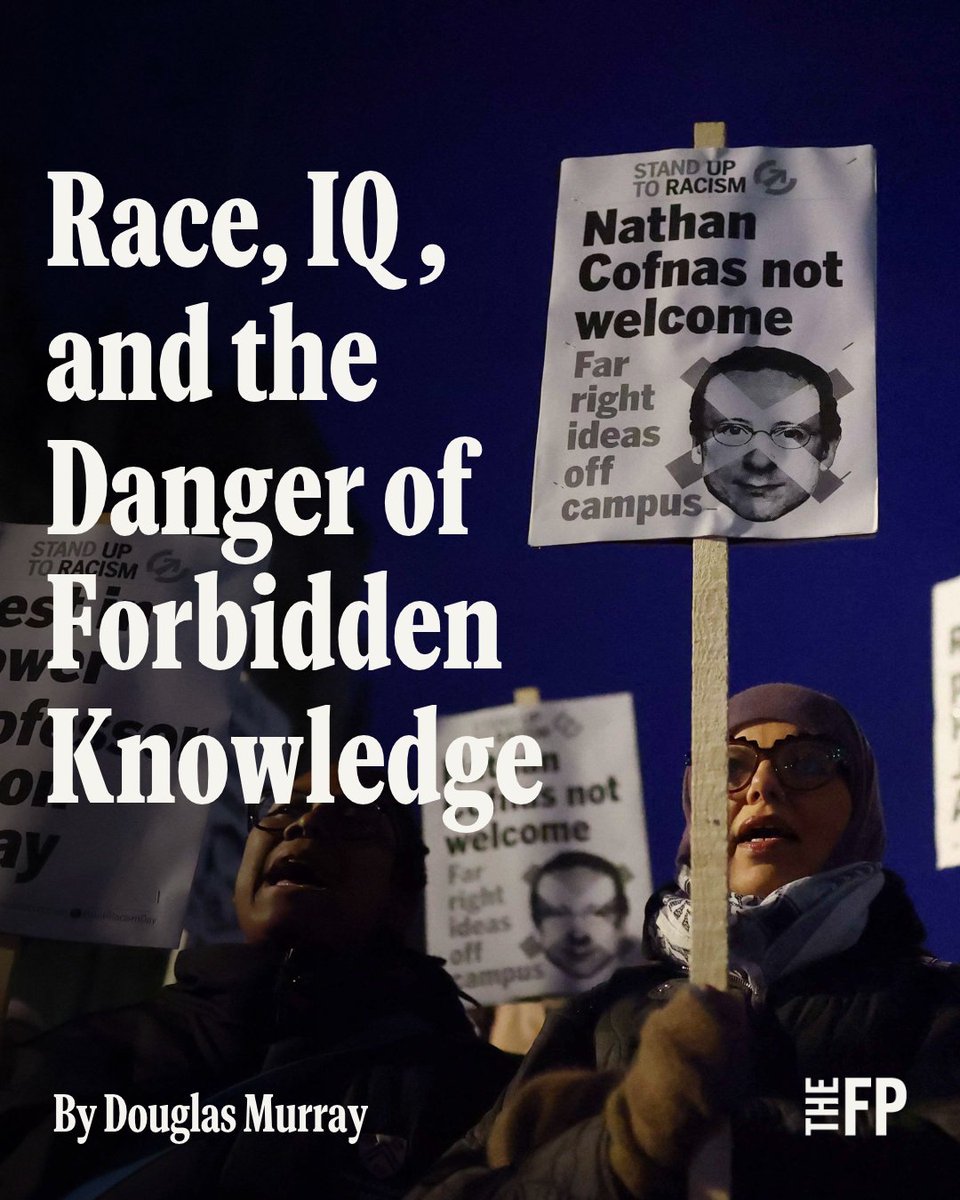 Race, IQ,
and the
Danger of
Forbidden
Knowledge
By Douglas Murray
THE FP
STAND UP
TO RACISM
Nathan
Cofnas not
welcome
Far
right
ideas
off
campus
STAND UP
TO RACISM
not
welcome
Far
right
ideas
off
campus